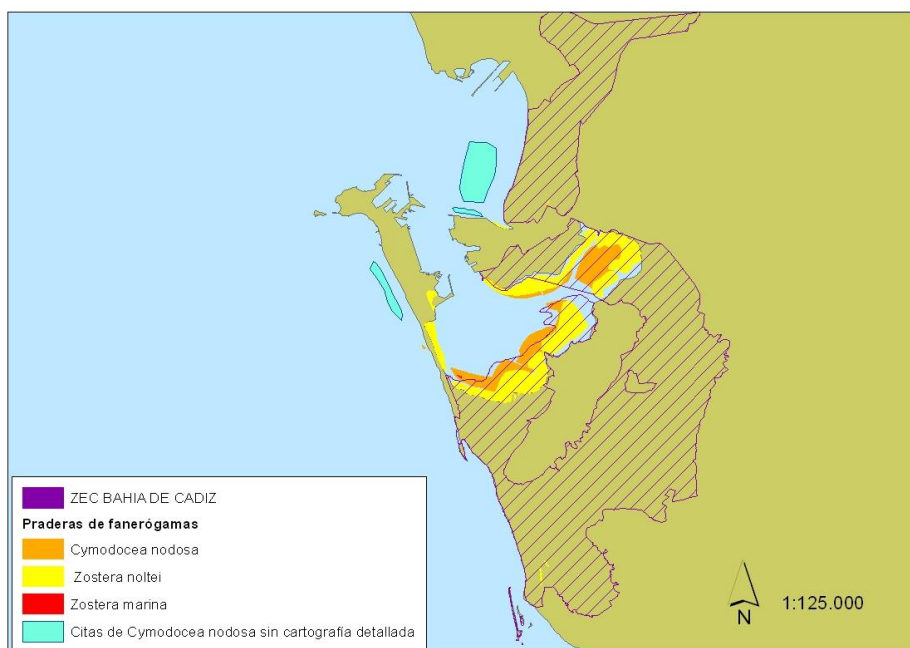 ZEC BAHIA DE CADIZ
Praderas de fanerógamas
Cymodocea nodosa
Zostera noltei
Zostera marina
Citas de Cymodocea nodosa sin cartografía detallada
N
1:125.000